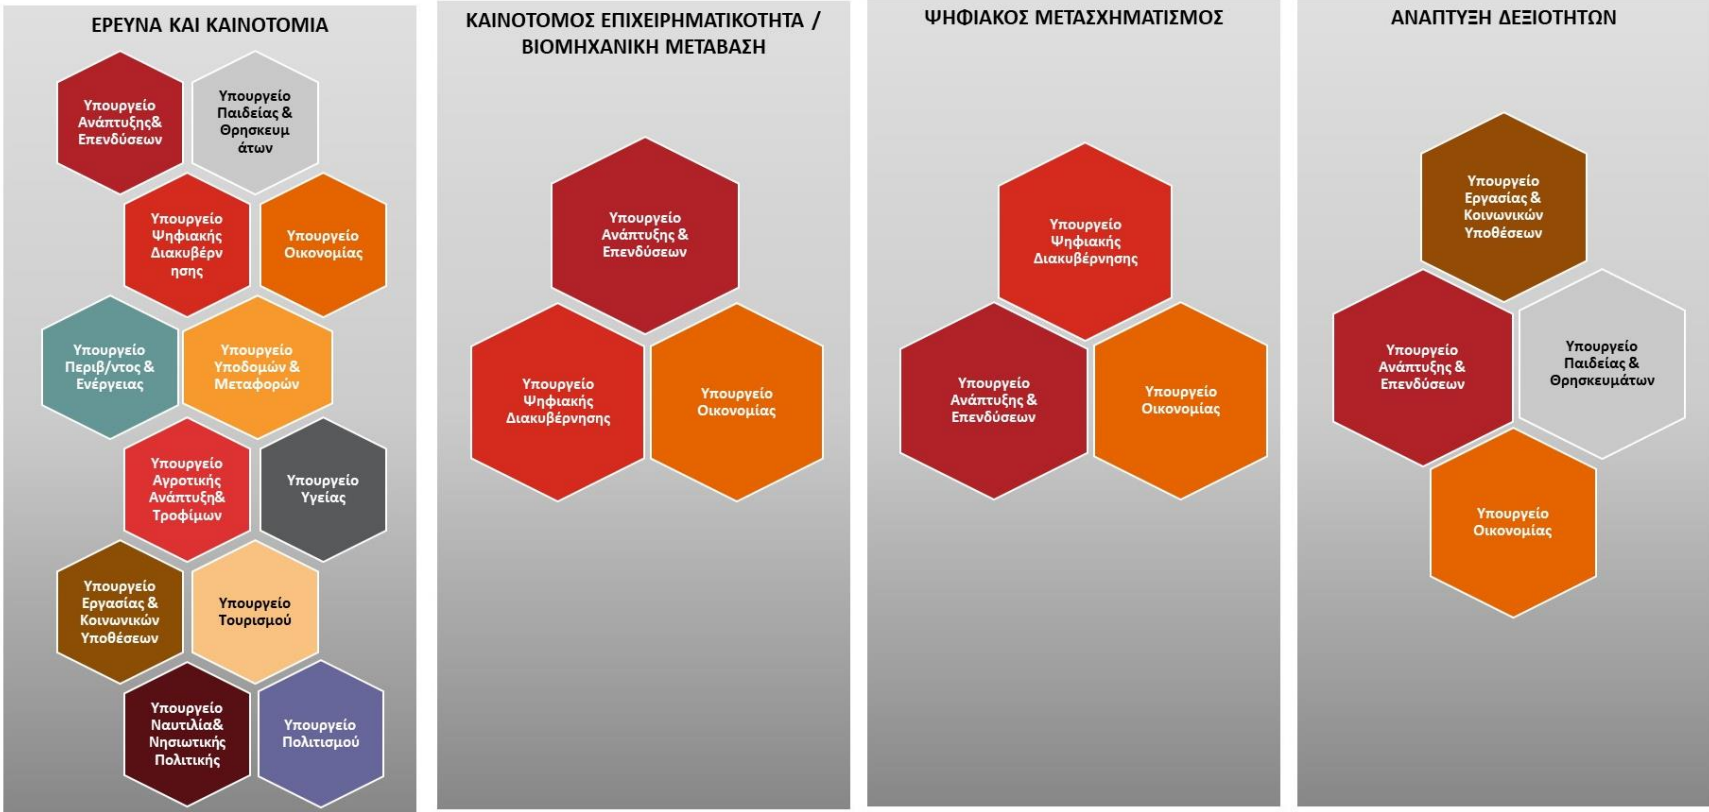 ΕΡΕΥΝΑ ΚΑΙ ΚΑΙΝΟΤΟΜΙΑ
Υπουργείο
Ανάπτυξης&
Επενδύσεων
Υπουργείο
Παιδείας &
Θρησκευμ
άτων
Υπουργείο
Ψηφιακής
Διακυβέρν
ησης
Υπουργείο
Οικονομίας
Υπουργείο
Περιβ/ντος &
Ενέργειας
Υπουργείο
Υποδομών &
Μεταφορών
Υπουργείο
Αγροτικής
Ανάπτυξη&
Τροφίμων
Υπουργείο
Υγείας
Υπουργείο
Εργασίας &
Κοινωνικών
Υποθέσεων
Υπουργείο
Τουρισμού
Υπουργείο
Ναυτιλία&
Νησιωτικής
Πολιτικής
Υπουργείο
Πολιτισμού
ΚΑΙΝΟΤΟΜΟΣ ΕΠΙΧΕΙΡΗΜΑΤΙΚΟΤΗΤΑ /
ΒΙΟΜΗΧΑΝΙΚΗ ΜΕΤΑΒΑΣΗ
Υπουργείο
Ανάπτυξης &
Επενδύσεων
Υπουργείο
Ψηφιακής
Διακυβέρνησης
Υπουργείο
Οικονομίας
ΨΗΦΙΑΚΟΣ ΜΕΤΑΣΧΗΜΑΤΙΣΜΟΣ
Υπουργείο
Ψηφιακής
Διακυβέρνησης
Υπουργείο
Ανάπτυξης &
Επενδύσεων
Υπουργείο
Οικονομίας
ΑΝΑΠΤΥΞΗ ΔΕΞΙΟΤΗΤΩΝ
Υπουργείο
Εργασίας &
Κοινωνικών
Υποθέσεων
Υπουργείο
Ανάπτυξης &
Επενδύσεων
Υπουργείο
Παιδείας &
Θρησκευμάτων
Υπουργείο
Οικονομίας